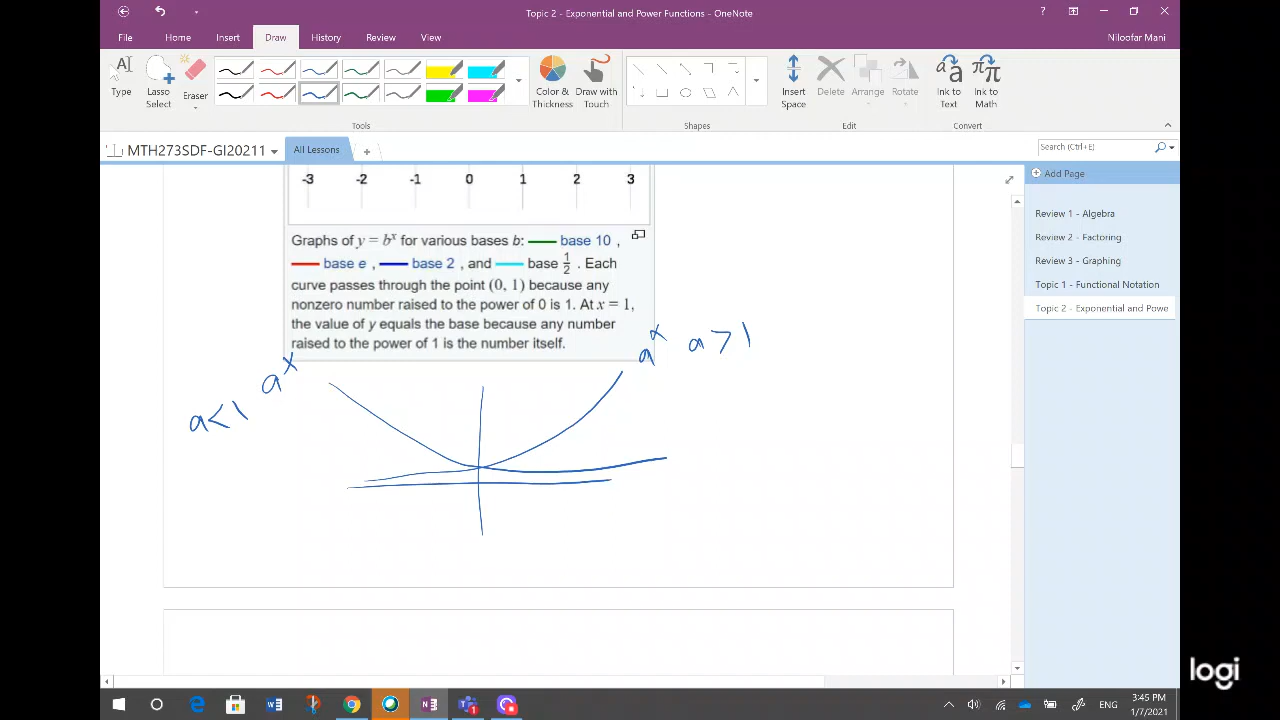 Topic 2 - Exponential and Power Functions - OneNote
Niloofar Mani
File Home Insert Draw History Review View
Type
Lasso Select
Eraser
Color & Thickness
Draw with Touch
Insert Space
Delete
Arrange
Rotate
Ink to Text
Ink to Math
Tools
Shapes
Edit
Convert
MTH273SDF-GI20211
All Lessons
Search (Ctrl+E)
Add Page
Review 1 - Algebra
Review 2 - Factoring
Review 3 - Graphing
Topic 1 - Functional Notation
Topic 2 - Exponential and Powe
-3 -2 -1 0 1 2 3
Graphs of y = bˣ for various bases b: base 10 ,
base e , base 2 , and base 1/2 . Each
curve passes through the point (0, 1) because any
nonzero number raised to the power of 0 is 1. At x = 1,
the value of y equals the base because any number
raised to the power of 1 is the number itself.
aˣ a > 1
a < 1 aˣ
logi
ENG
3:45 PM
1/7/2021